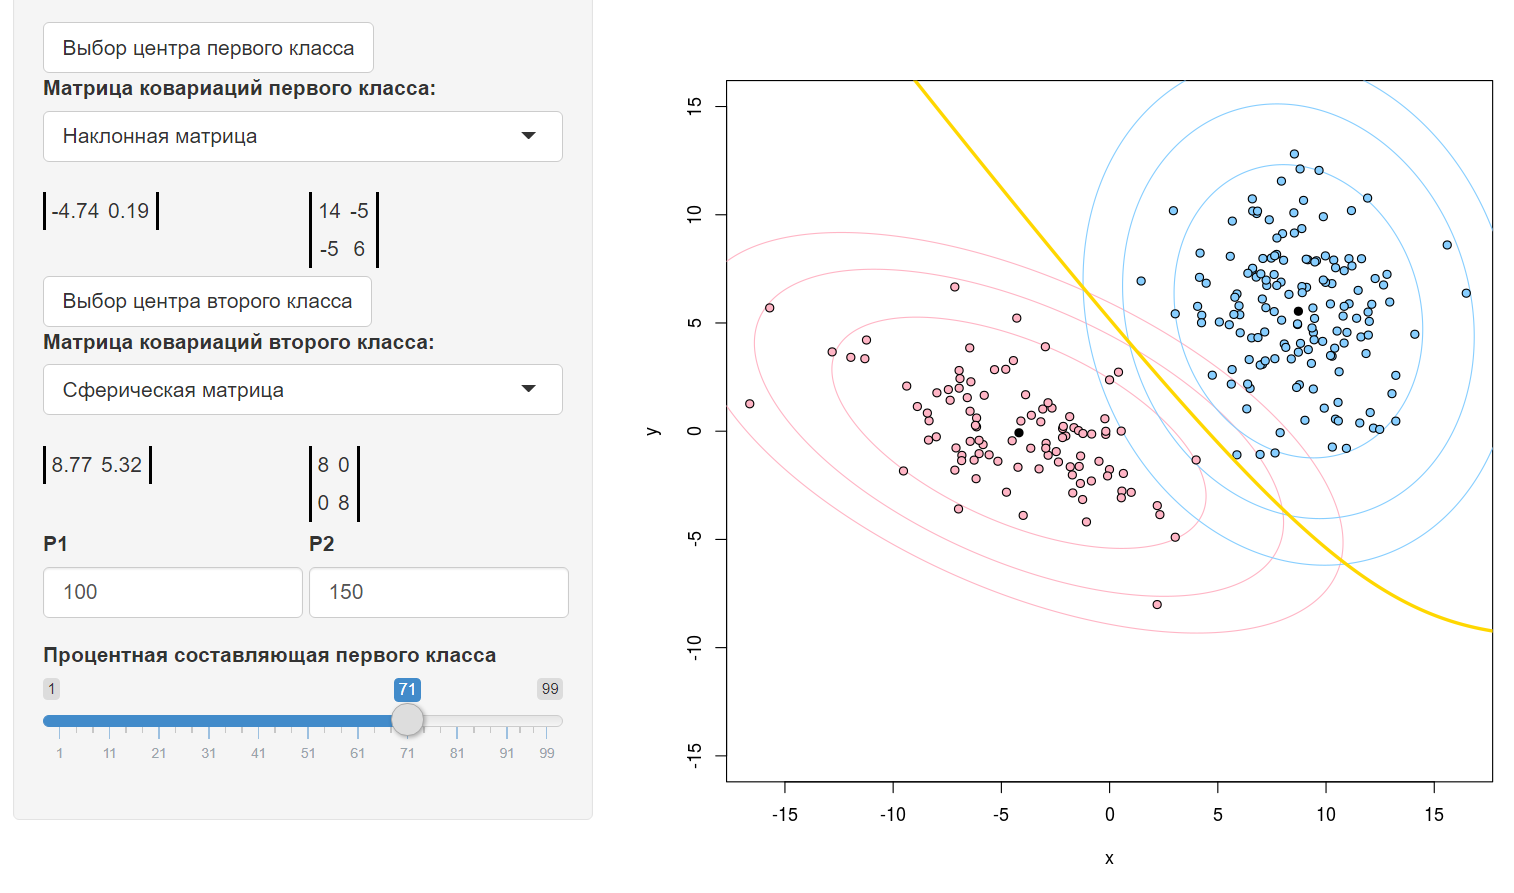 Выбор центра первого класса
Матрица ковариаций первого класса:
Наклонная матрица
-4.74 0.19
14 -5
-5 6
Выбор центра второго класса
Матрица ковариаций второго класса:
Сферическая матрица
8.77 5.32
8 0
0 8
P1 P2
100 150
Процентная составляющая первого класса
1 71 99
1 11 21 31 41 51 61 71 81 91 99
15
10
5
0
-5
-10
-15
y
-15 -10 -5 0 5 10 15
x